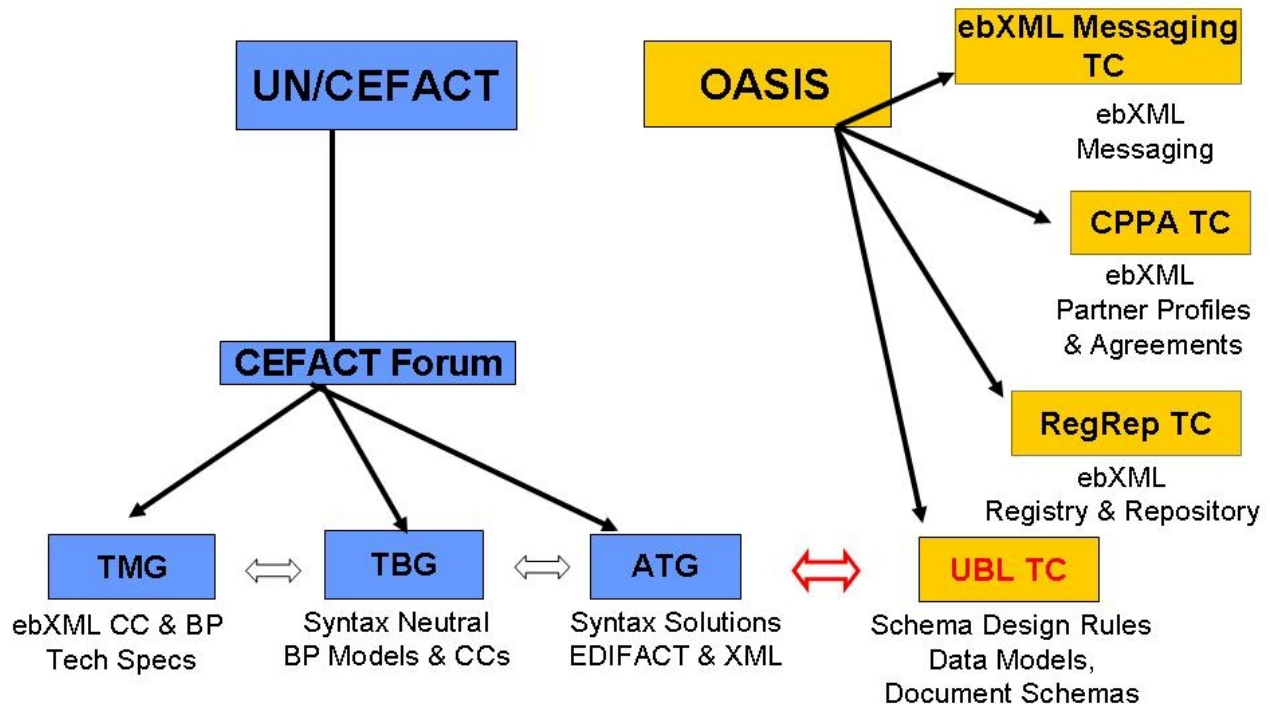 UN/CEFACT
OASIS
ebXML Messaging
TC
ebXML
Messaging
CPPA TC
ebXML
Partner Profiles
& Agreements
CEFACT Forum
RegRep TC
ebXML
Registry & Repository
TMG
ebXML CC & BP
Tech Specs
TBG
Syntax Neutral
BP Models & CCs
ATG
Syntax Solutions
EDIFACT & XML
UBL TC
Schema Design Rules
Data Models,
Document Schemas